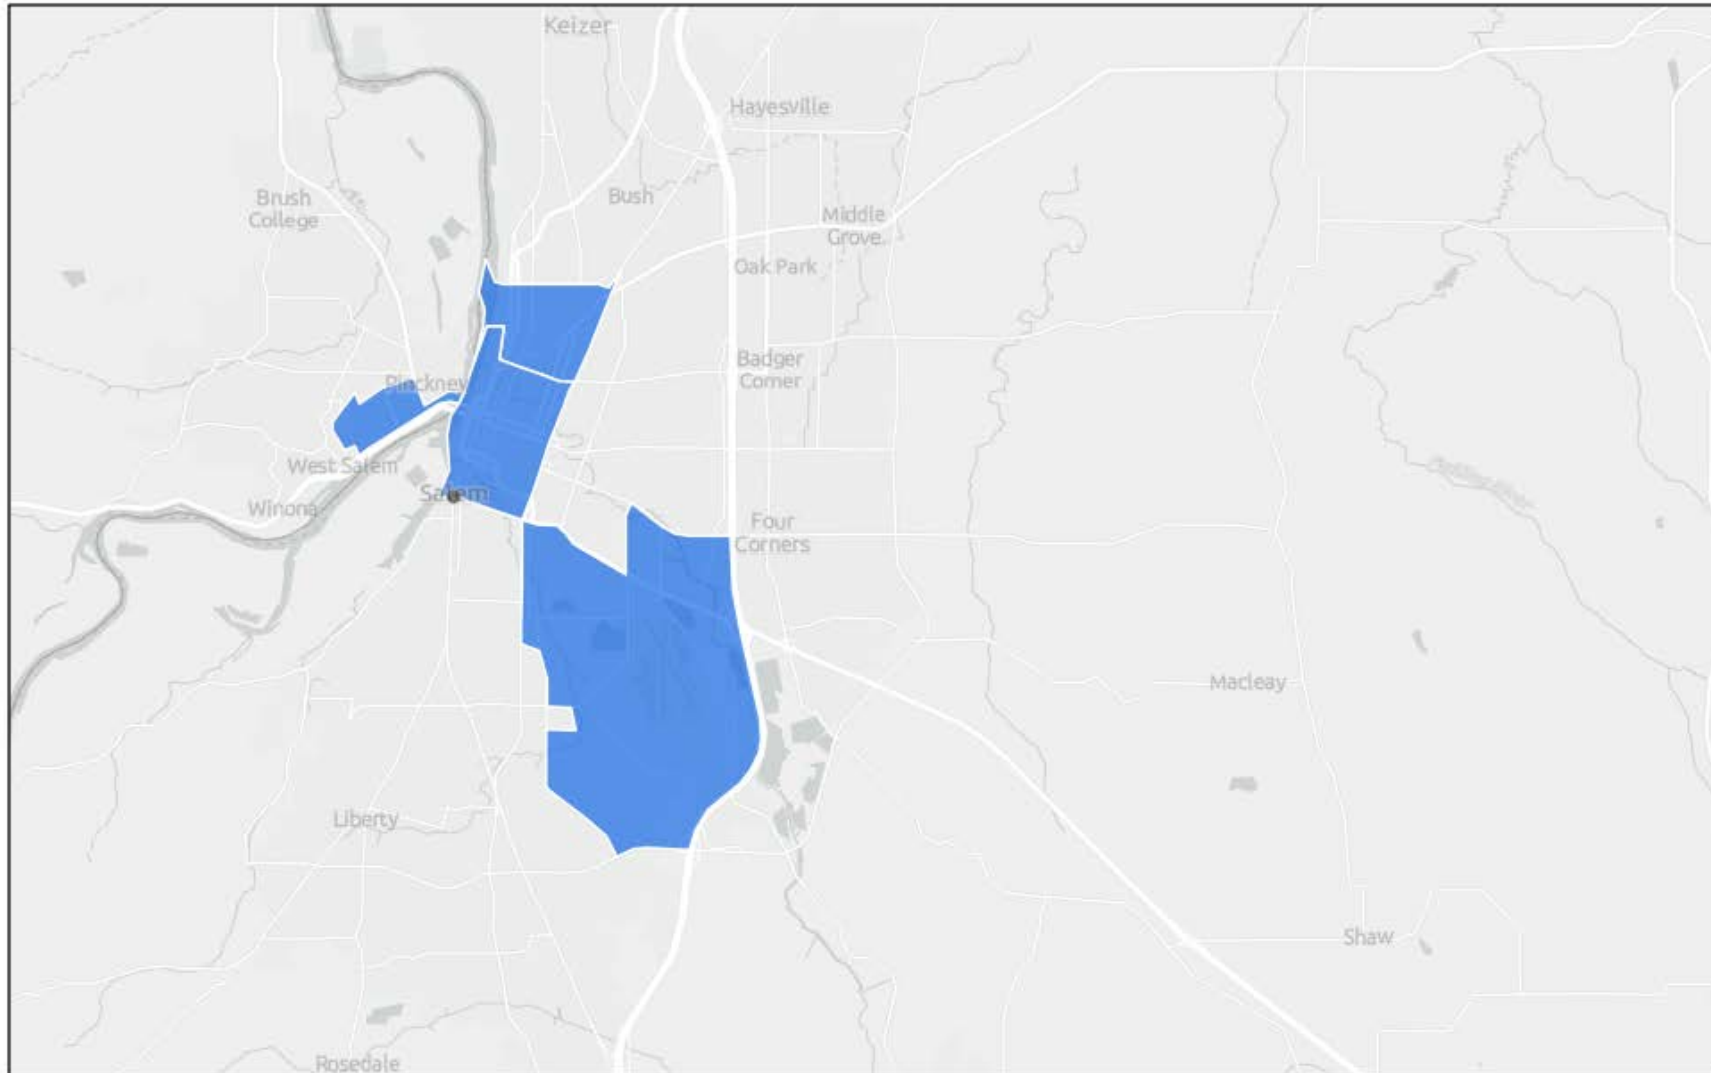 Keizer
Hayesville
Brush
College
Bush
Middle
Grove
Oak Park
Badger
Corner
Pinckney
West Salem
Salem
Winona
Four
Corners
Macleay
Liberty
Shaw
Rosedale